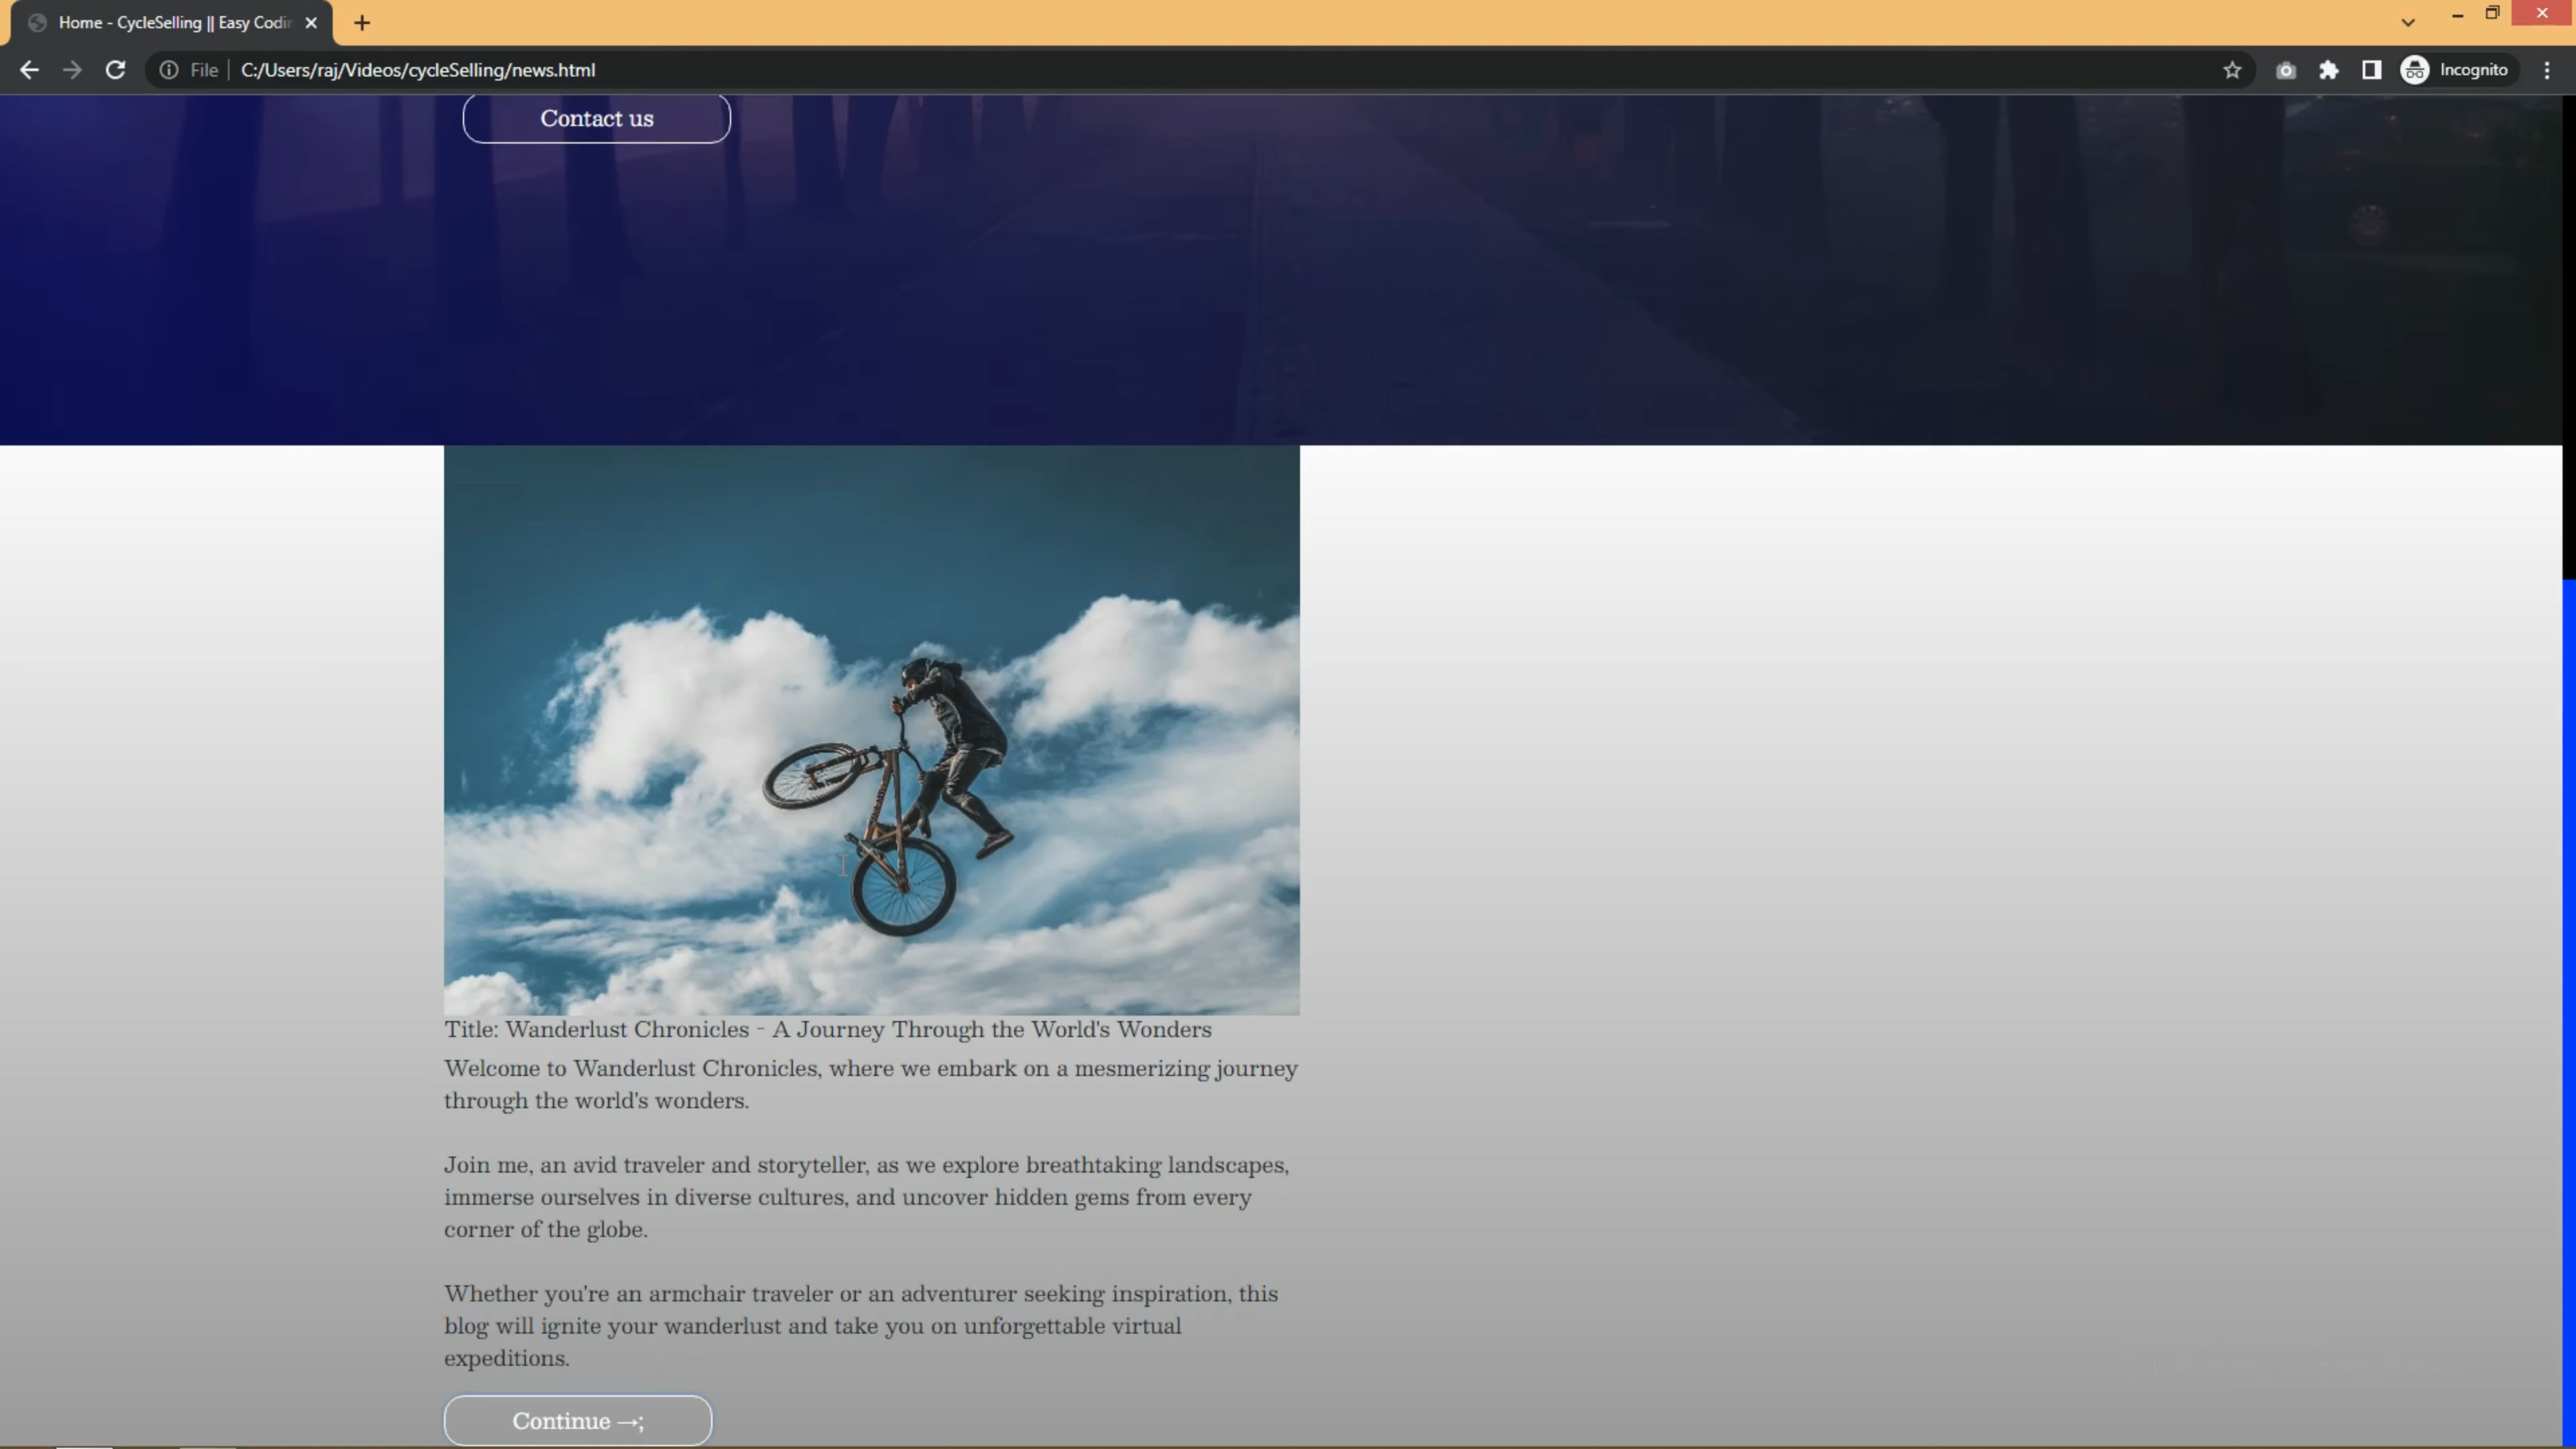 Home - CycleSelling || Easy Codin
File
C:/Users/raj/Videos/cycleSelling/news.html
Incognito
Contact us
Title: Wanderlust Chronicles - A Journey Through the World's Wonders
Welcome to Wanderlust Chronicles, where we embark on a mesmerizing journey
through the world's wonders.
Join me, an avid traveler and storyteller, as we explore breathtaking landscapes,
immerse ourselves in diverse cultures, and uncover hidden gems from every
corner of the globe.
Whether you're an armchair traveler or an adventurer seeking inspiration, this
blog will ignite your wanderlust and take you on unforgettable virtual
expeditions.
Continue →;